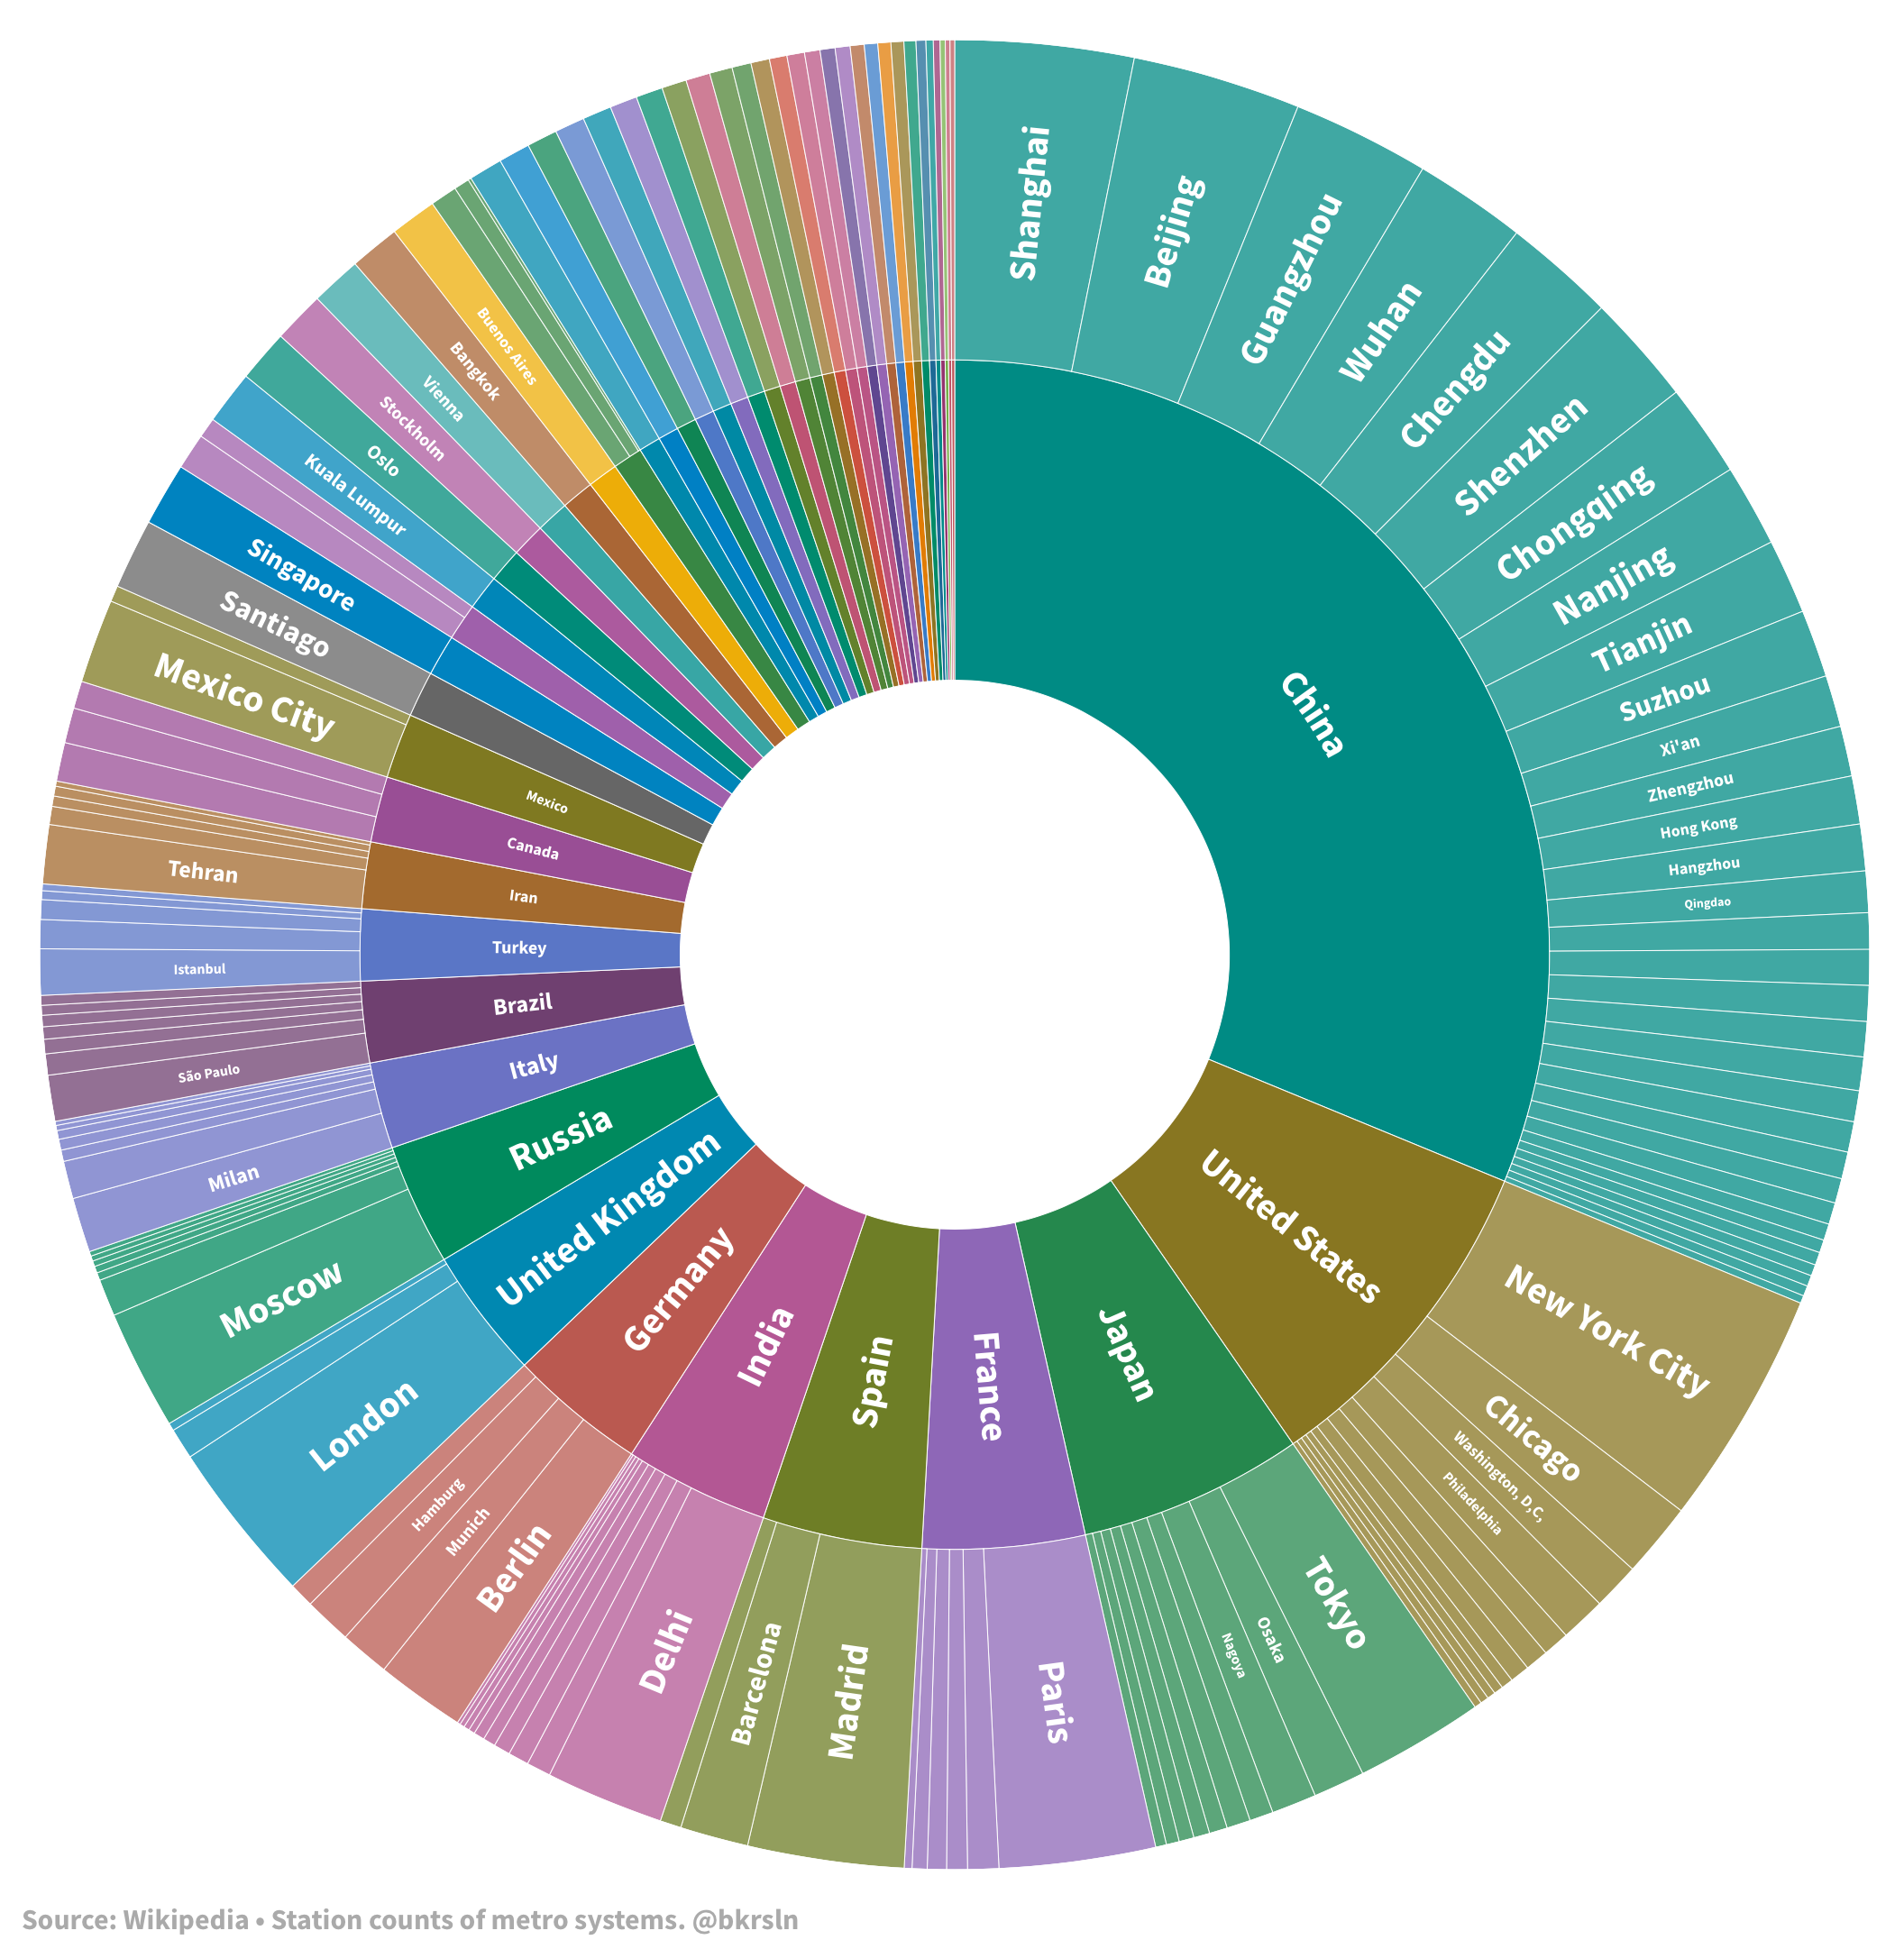 Shanghai
Beijing
Guangzhou
Wuhan
Chengdu
Shenzhen
Chongqing
Nanjing
Tianjin
Suzhou
Xi'an
Zhengzhou
Hong Kong
Hangzhou
Qingdao
China
United States
New York City
Chicago
Washington, D,C,
Philadelphia
Japan
Tokyo
Osaka
Nagoya
France
Paris
Spain
Madrid
Barcelona
India
Delhi
Germany
Berlin
Munich
Hamburg
United Kingdom
London
Russia
Moscow
Italy
Milan
Brazil
São Paulo
Turkey
Istanbul
Iran
Tehran
Canada
Mexico
Mexico City
Santiago
Singapore
Kuala Lumpur
Oslo
Stockholm
Vienna
Bangkok
Buenos Aires
Source: Wikipedia • Station counts of metro systems. @bkrsln